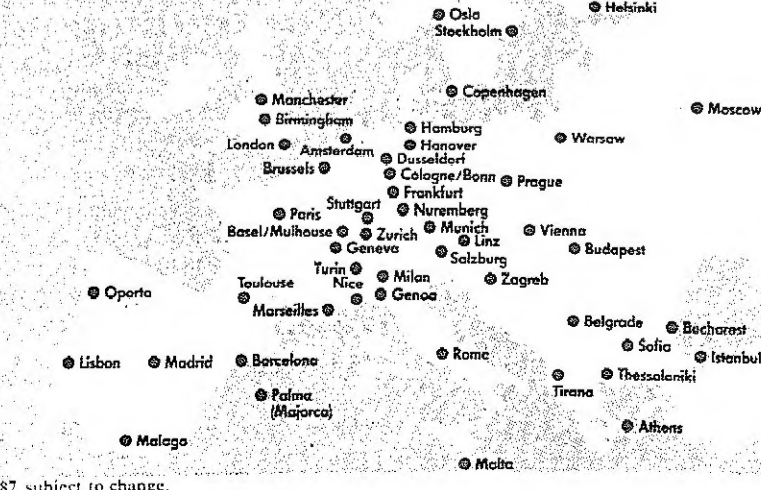 Helsinki
Oslo
Stockholm
Copenhagen
Manchester
Moscow
Birmingham
Hamburg
Warsaw
London
Amsterdam
Hanover
Dusseldorf
Brussels
Cologne/Bonn
Prague
Frankfurt
Stuttgart
Nuremberg
Paris
Basel/Mulhouse
Zurich
Munich
Vienna
Linz
Geneva
Salzburg
Budapest
Turin
Milan
Zagreb
Toulouse
Nice
Genoa
Oporto
Marseilles
Belgrade
Bucharest
Sofia
Lisbon
Madrid
Barcelona
Rome
Istanbul
Tirana
Thessaloniki
Palma
(Majorca)
Athens
Malaga
Malta
87 subject to change.